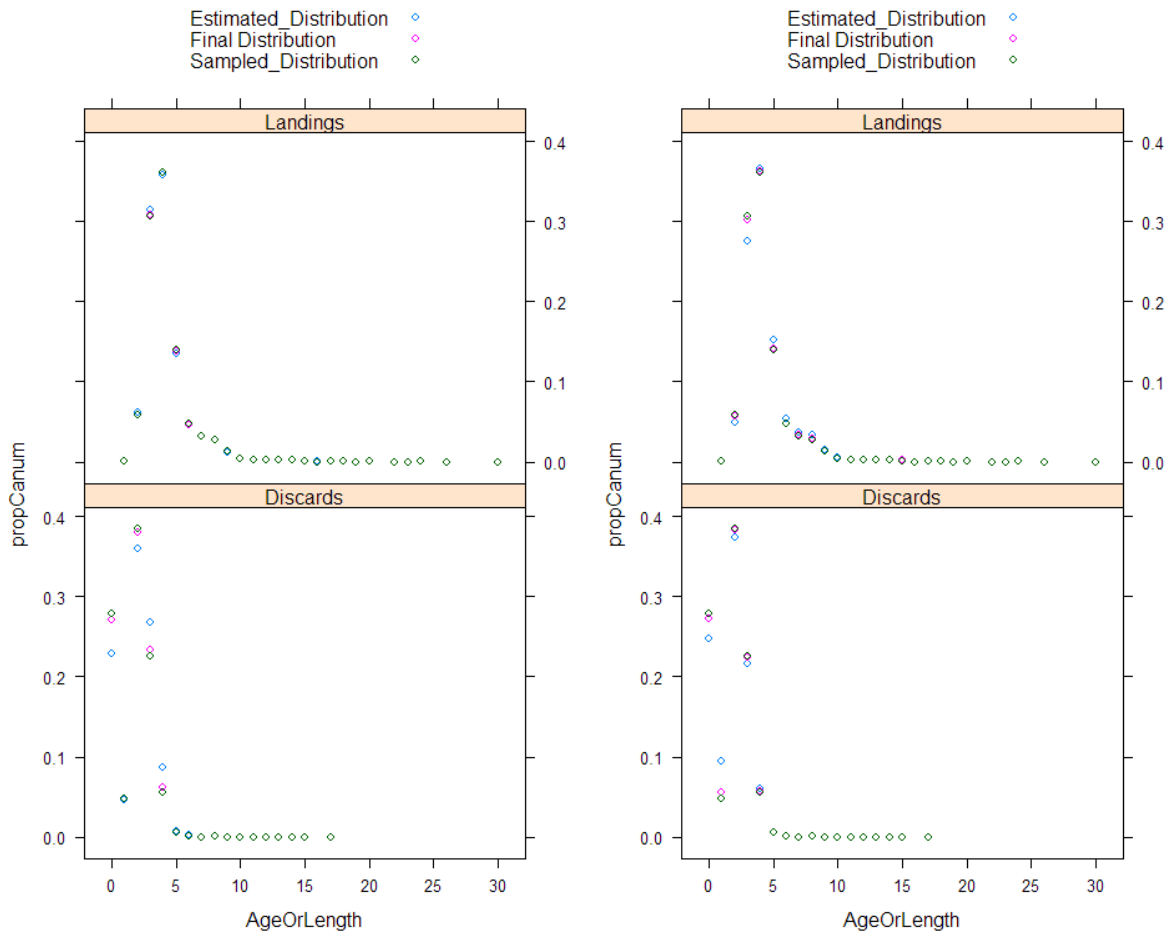 Estimated_Distribution
Final Distribution
Sampled_Distribution
Landings
0.4
0.3
0.2
0.1
0.0
Discards
0.4
0.3
0.2
0.1
0.0
propCanum
0 5 10 15 20 25 30
AgeOrLength
Estimated_Distribution
Final Distribution
Sampled_Distribution
Landings
0.4
0.3
0.2
0.1
0.0
Discards
0.4
0.3
0.2
0.1
0.0
propCanum
0 5 10 15 20 25 30
AgeOrLength